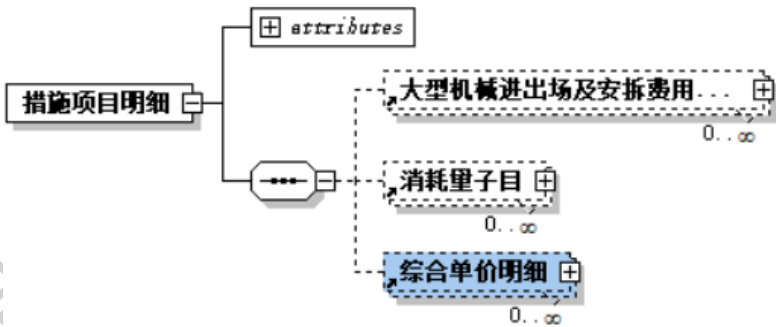 attributes
措施项目明细
大型机械进出场及安拆费用...
0..∞
消耗量子目
0..∞
综合单价明细
0..∞